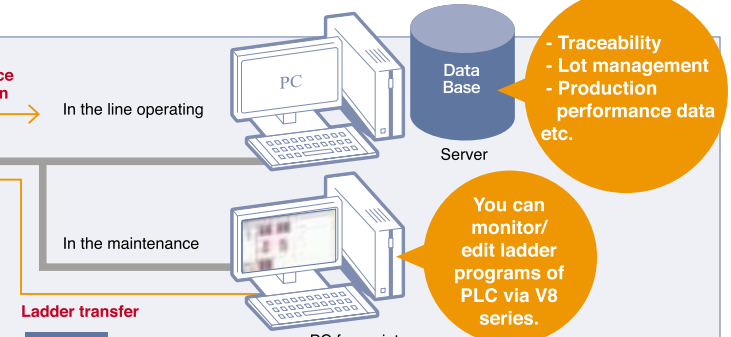 - Traceability
- Lot management
- Production
performance data
etc.
Data
Base
PC
In the line operating
Server
You can
monitor/
edit ladder
programs of
PLC via V8
series.
In the maintenance
Ladder transfer